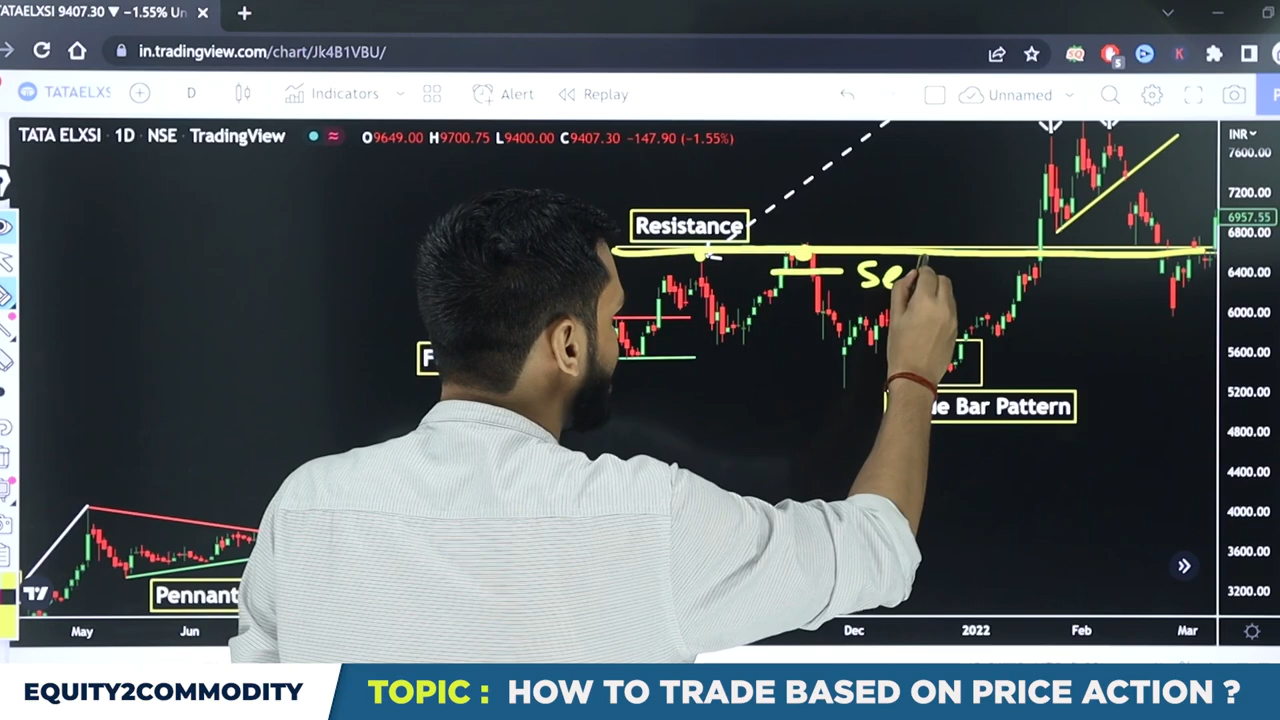 TATAELXSI 9407.30 ▼ −1.55% Un
in.tradingview.com/chart/Jk4B1VBU/
5
K
TATAELXS D Indicators Alert Replay Unnamed
TATA ELXSI · 1D · NSE · TradingView O9649.00 H9700.75 L9400.00 C9407.30 −147.90 (−1.55%)
INR
7600.00
7200.00
6957.55
6800.00
6400.00
6000.00
5600.00
5200.00
4800.00
4400.00
4000.00
3600.00
3200.00
Resistance
Se
Bar Pattern
Pennant
May Jun Dec 2022 Feb Mar
EQUITY2COMMODITY
TOPIC : HOW TO TRADE BASED ON PRICE ACTION ?